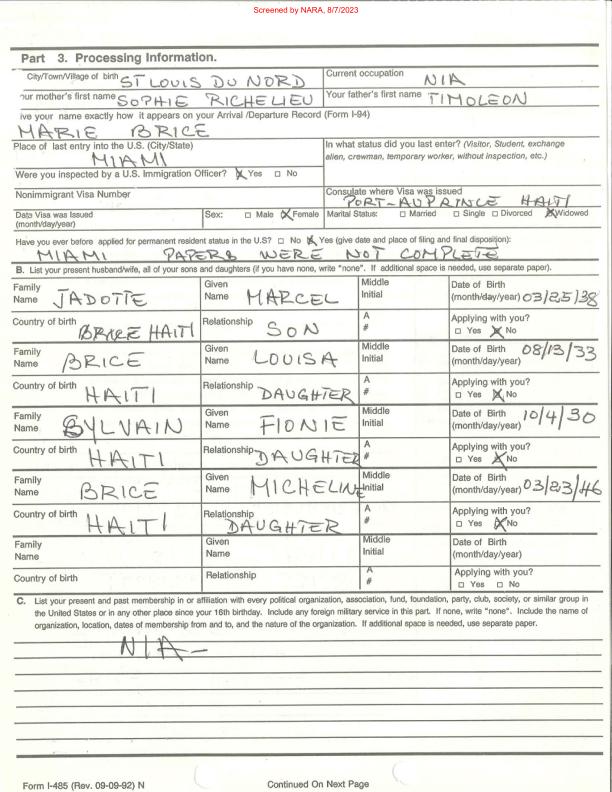 Screened by NARA, 8/7/2023
Part 3. Processing Information.
City/Town/Village of birth ST LOUIS DU NORD Current occupation N/A
our mother's first name SOPHIE RICHELIEU Your father's first name TIMOLEON
ive your name exactly how it appears on your Arrival /Departure Record (Form I-94)
MARIE BRICE
Place of last entry into the U.S. (City/State) In what status did you last enter? (Visitor, Student, exchange
MIAMI alien, crewman, temporary worker, without inspection, etc.)
Were you inspected by a U.S. Immigration Officer? X Yes □ No
Nonimmigrant Visa Number Consulate where Visa was issued
PORT-AU PRINCE HAITI
Date Visa was Issued Sex: □ Male X Female Marital Status: □ Married □ Single □ Divorced X Widowed
(month/day/year)
Have you ever before applied for permanent resident status in the U.S? □ No X Yes (give date and place of filing and final disposition):
MIAMI PAPERS WERE NOT COMPLETE
B. List your present husband/wife, all of your sons and daughters (if you have none, write "none". If additional space is needed, use separate paper).
Family Given Middle Date of Birth
Name JADOTTE Name MARCEL Initial (month/day/year) 03/25/38
Country of birth BRICE HAITI Relationship SON A # Applying with you?
□ Yes X No
Family Given Middle Date of Birth 08/13/33
Name BRICE Name LOUISA Initial (month/day/year)
Country of birth HAITI Relationship DAUGHTER A # Applying with you?
□ Yes X No
Family Given Middle Date of Birth 10/4/30
Name SYLVAIN Name FIONIE Initial (month/day/year)
Country of birth HAITI Relationship DAUGHTER A # Applying with you?
□ Yes X No
Family Given Middle Date of Birth
Name BRICE Name MICHELINE Initial (month/day/year) 03/23/46
Country of birth HAITI Relationship DAUGHTER A # Applying with you?
□ Yes X No
Family Given Middle Date of Birth
Name Name Initial (month/day/year)
Country of birth Relationship A # Applying with you?
□ Yes □ No
C. List your present and past membership in or affiliation with every political organization, association, fund, foundation, party, club, society, or similar group in
the United States or in any other place since your 16th birthday. Include any foreign military service in this part. If none, write "none". Include the name of
organization, location, dates of membership from and to, and the nature of the organization. If additional space is needed, use separate paper.
N/A-
Form I-485 (Rev. 09-09-92) N Continued On Next Page